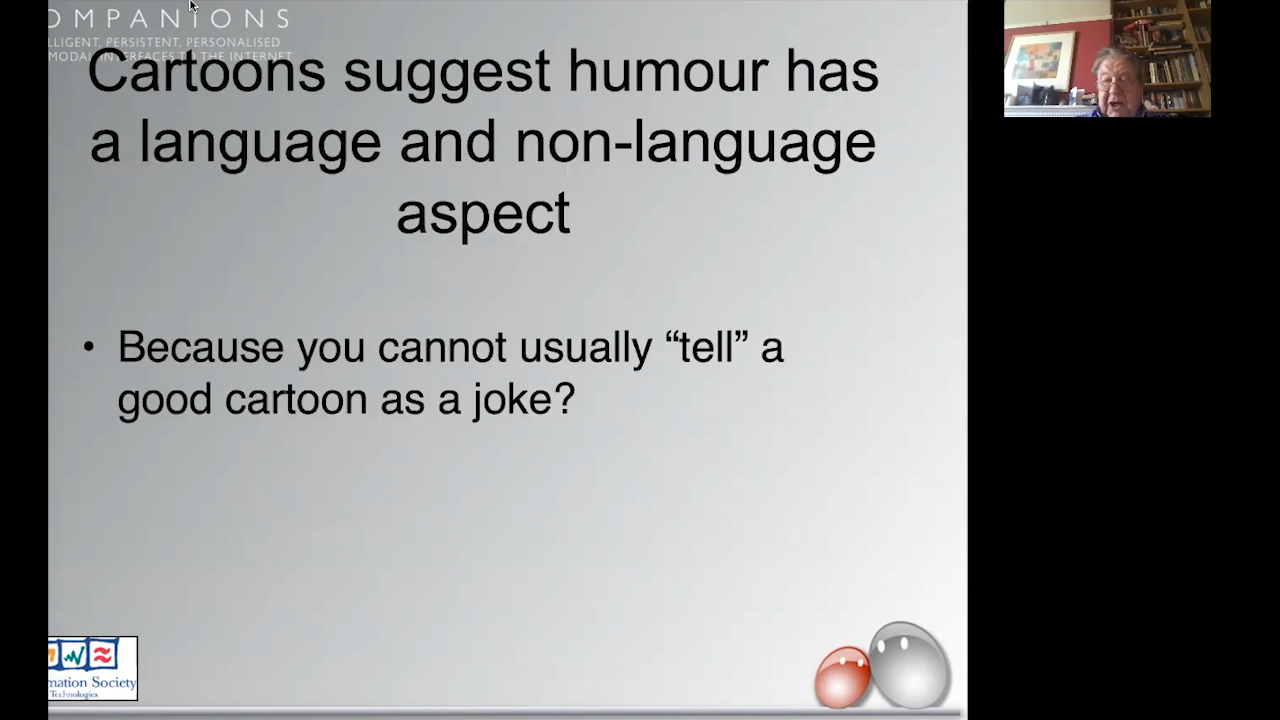 OMPANIONS
LLIGENT, PERSISTENT, PERSONALISED
MODAL INTERFACES TO THE INTERNET
Cartoons suggest humour has
a language and non-language
aspect
• Because you cannot usually “tell” a
good cartoon as a joke?
mation Society
Technologies